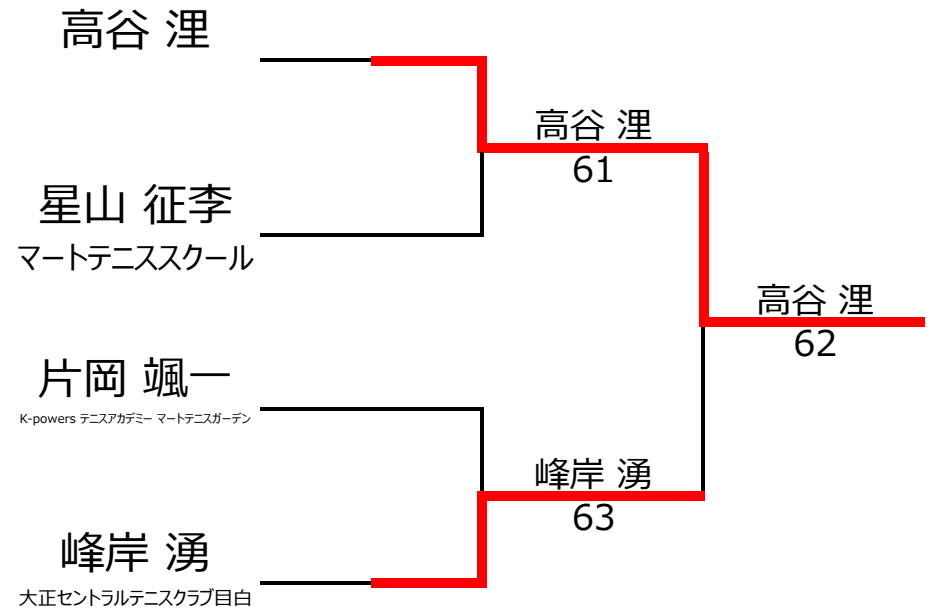 高谷 浬
高谷 浬
61
星山 征李
マートテニススクール
高谷 浬
62
片岡 颯一
K-powers テニスアカデミー マートテニスガーデン
峰岸 湧
63
峰岸 湧
大正セントラルテニスクラブ目白